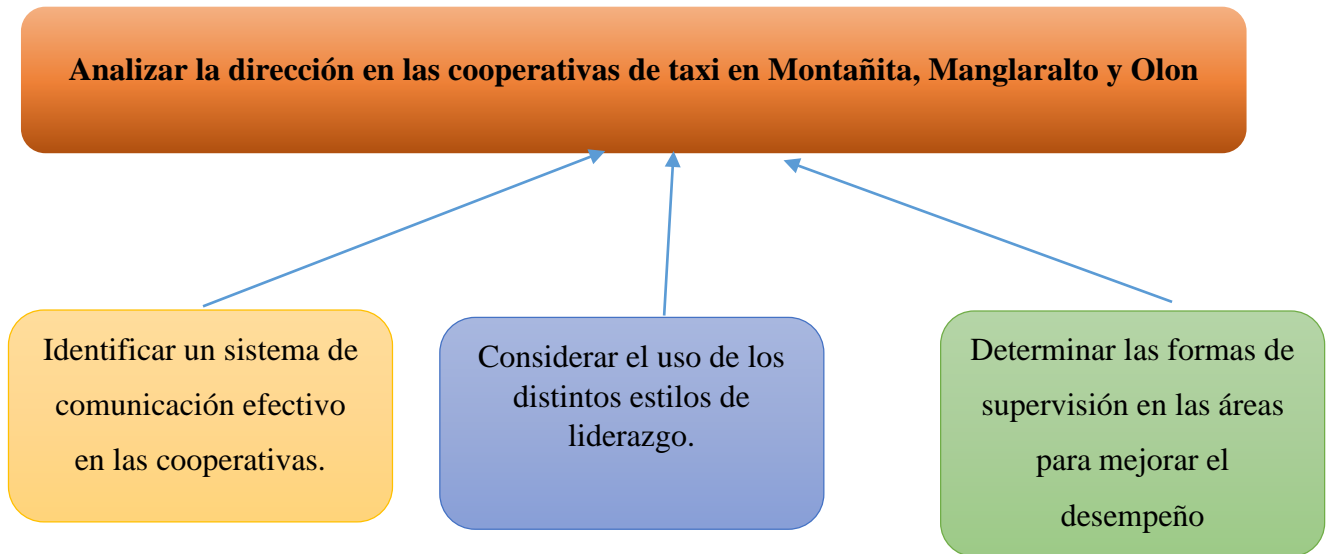 Analizar la dirección en las cooperativas de taxi en Montañita, Manglaralto y Olon
Identificar un sistema de
comunicación efectivo
en las cooperativas.
Considerar el uso de los
distintos estilos de
liderazgo.
Determinar las formas de
supervisión en las áreas
para mejorar el
desempeño